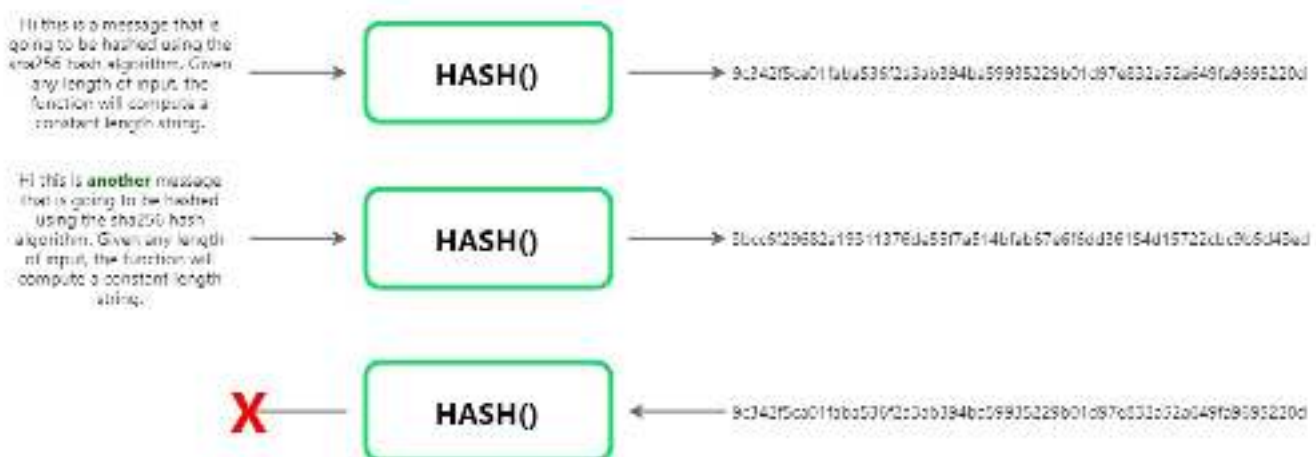 Hi this is a message that is
going to be hashed using the
sha256 hash algorithm. Given
any length of input, the
function will compute a
constant length string.
HASH()
Hi this is another message
that is going to be hashed
using the sha256 hash
algorithm. Given any length
of input, the function will
compute a constant length
string.
HASH()
X
HASH()